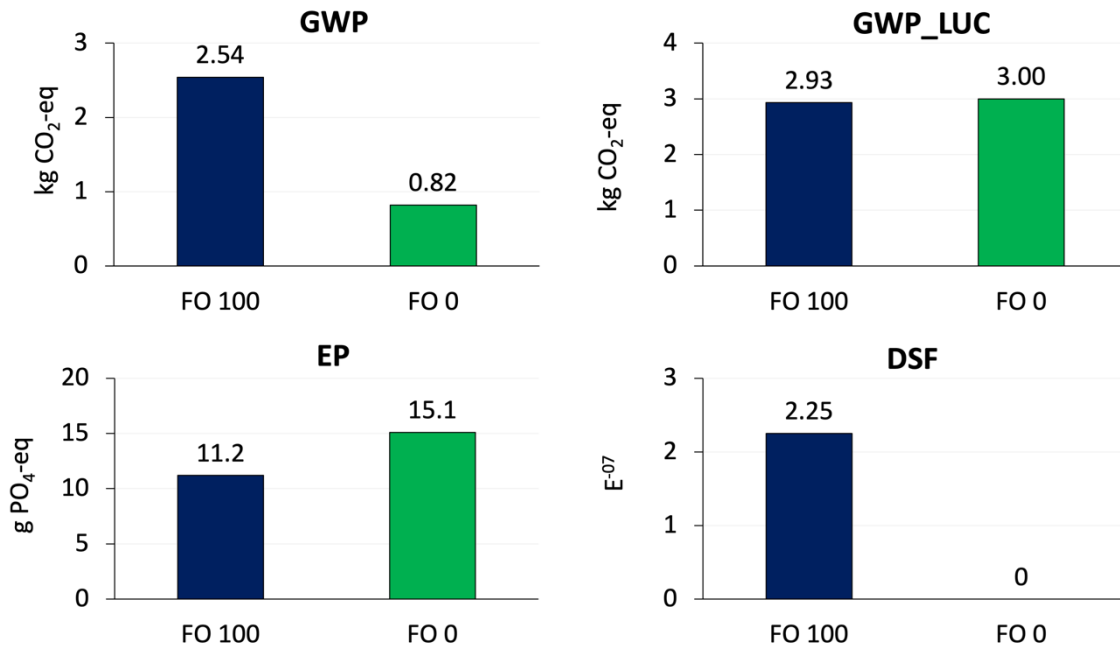 GWP
kg CO₂-eq
3
2
1
0
2.54
0.82
FO 100
FO 0
GWP_LUC
kg CO₂-eq
4
3
2
1
0
2.93
3.00
FO 100
FO 0
EP
g PO₄-eq
20
15
10
5
0
11.2
15.1
FO 100
FO 0
DSF
E⁻⁰⁷
3
2
1
0
2.25
0
FO 100
FO 0